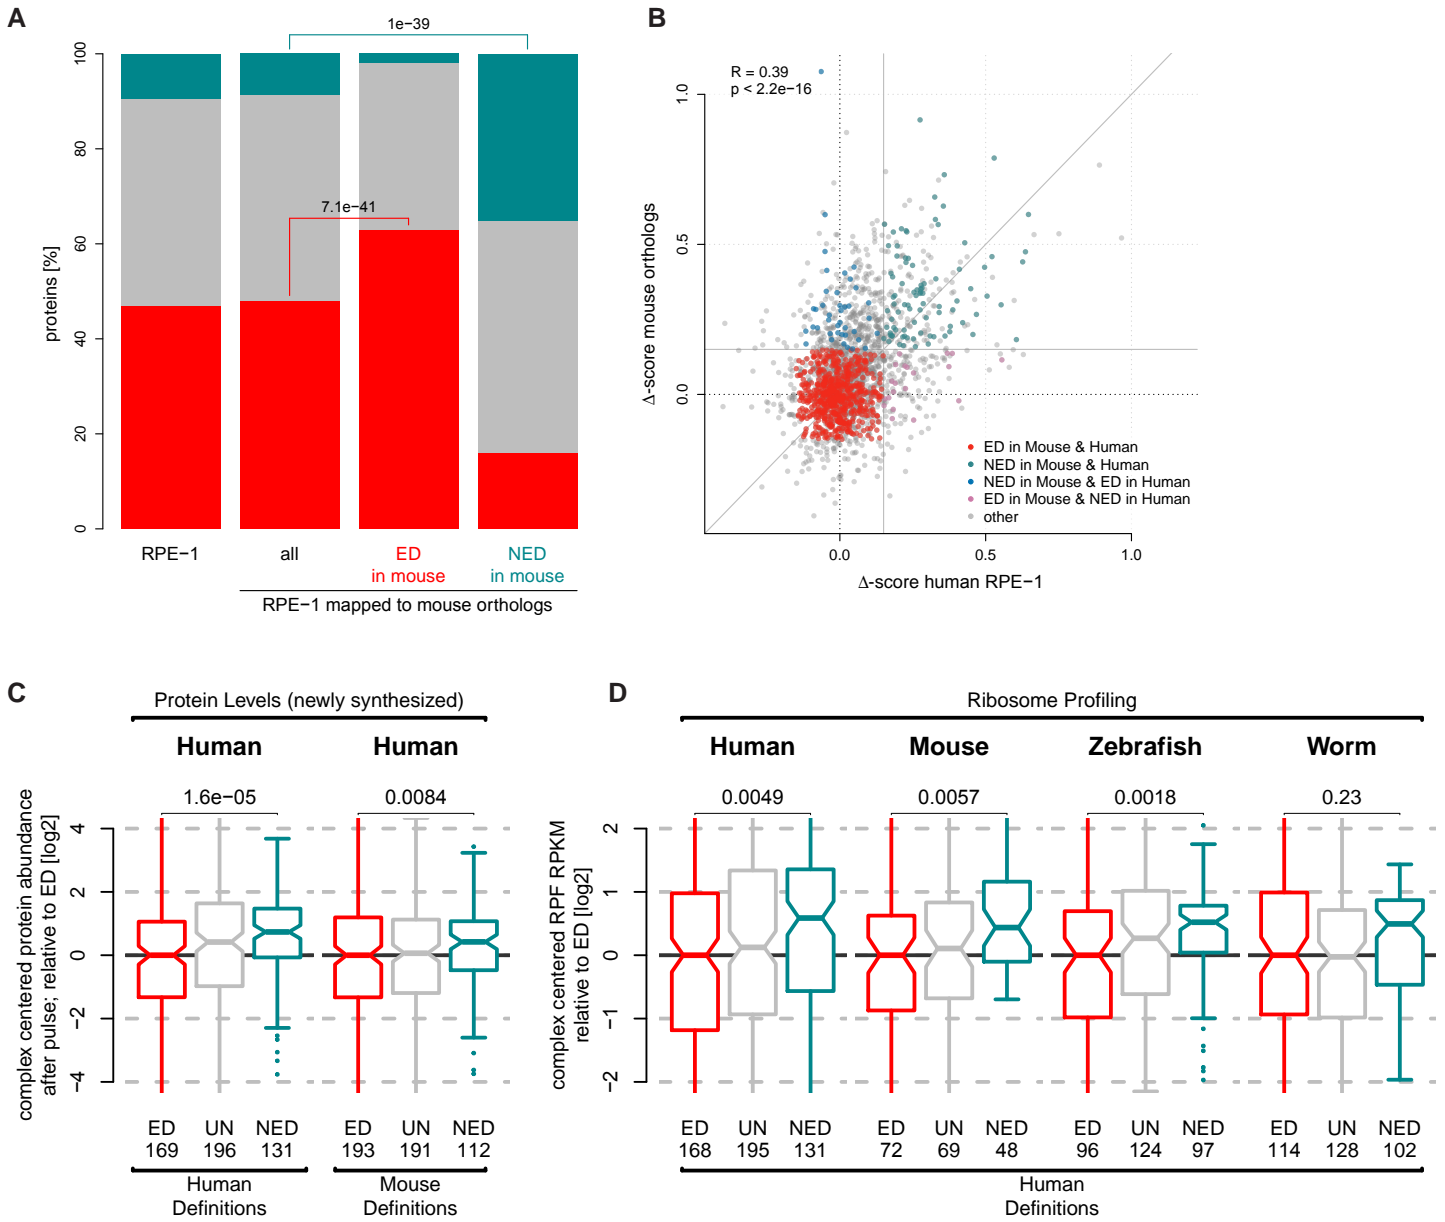 A
1e−39
7.1e−41
proteins [%]
0
20
40
60
80
100
RPE−1
all
ED
in mouse
NED
in mouse
RPE−1 mapped to mouse orthologs
B
R = 0.39
p < 2.2e−16
Δ-score mouse orthologs
0.0
0.5
1.0
ED in Mouse & Human
NED in Mouse & Human
NED in Mouse & ED in Human
ED in Mouse & NED in Human
other
0.0
0.5
1.0
Δ-score human RPE−1
C
Protein Levels (newly synthesized)
Human
Human
1.6e−05
0.0084
complex centered protein abundance
after pulse; relative to ED [log2]
4
2
0
−2
−4
ED UN NED ED UN NED
169 196 131 193 191 112
Human
Definitions
Mouse
Definitions
D
Ribosome Profiling
Human
Mouse
Zebrafish
Worm
0.0049
0.0057
0.0018
0.23
complex centered RPF RPKM
relative to ED [log2]
2
1
0
−1
−2
ED UN NED ED UN NED ED UN NED ED UN NED
168 195 131 72 69 48 96 124 97 114 128 102
Human
Definitions